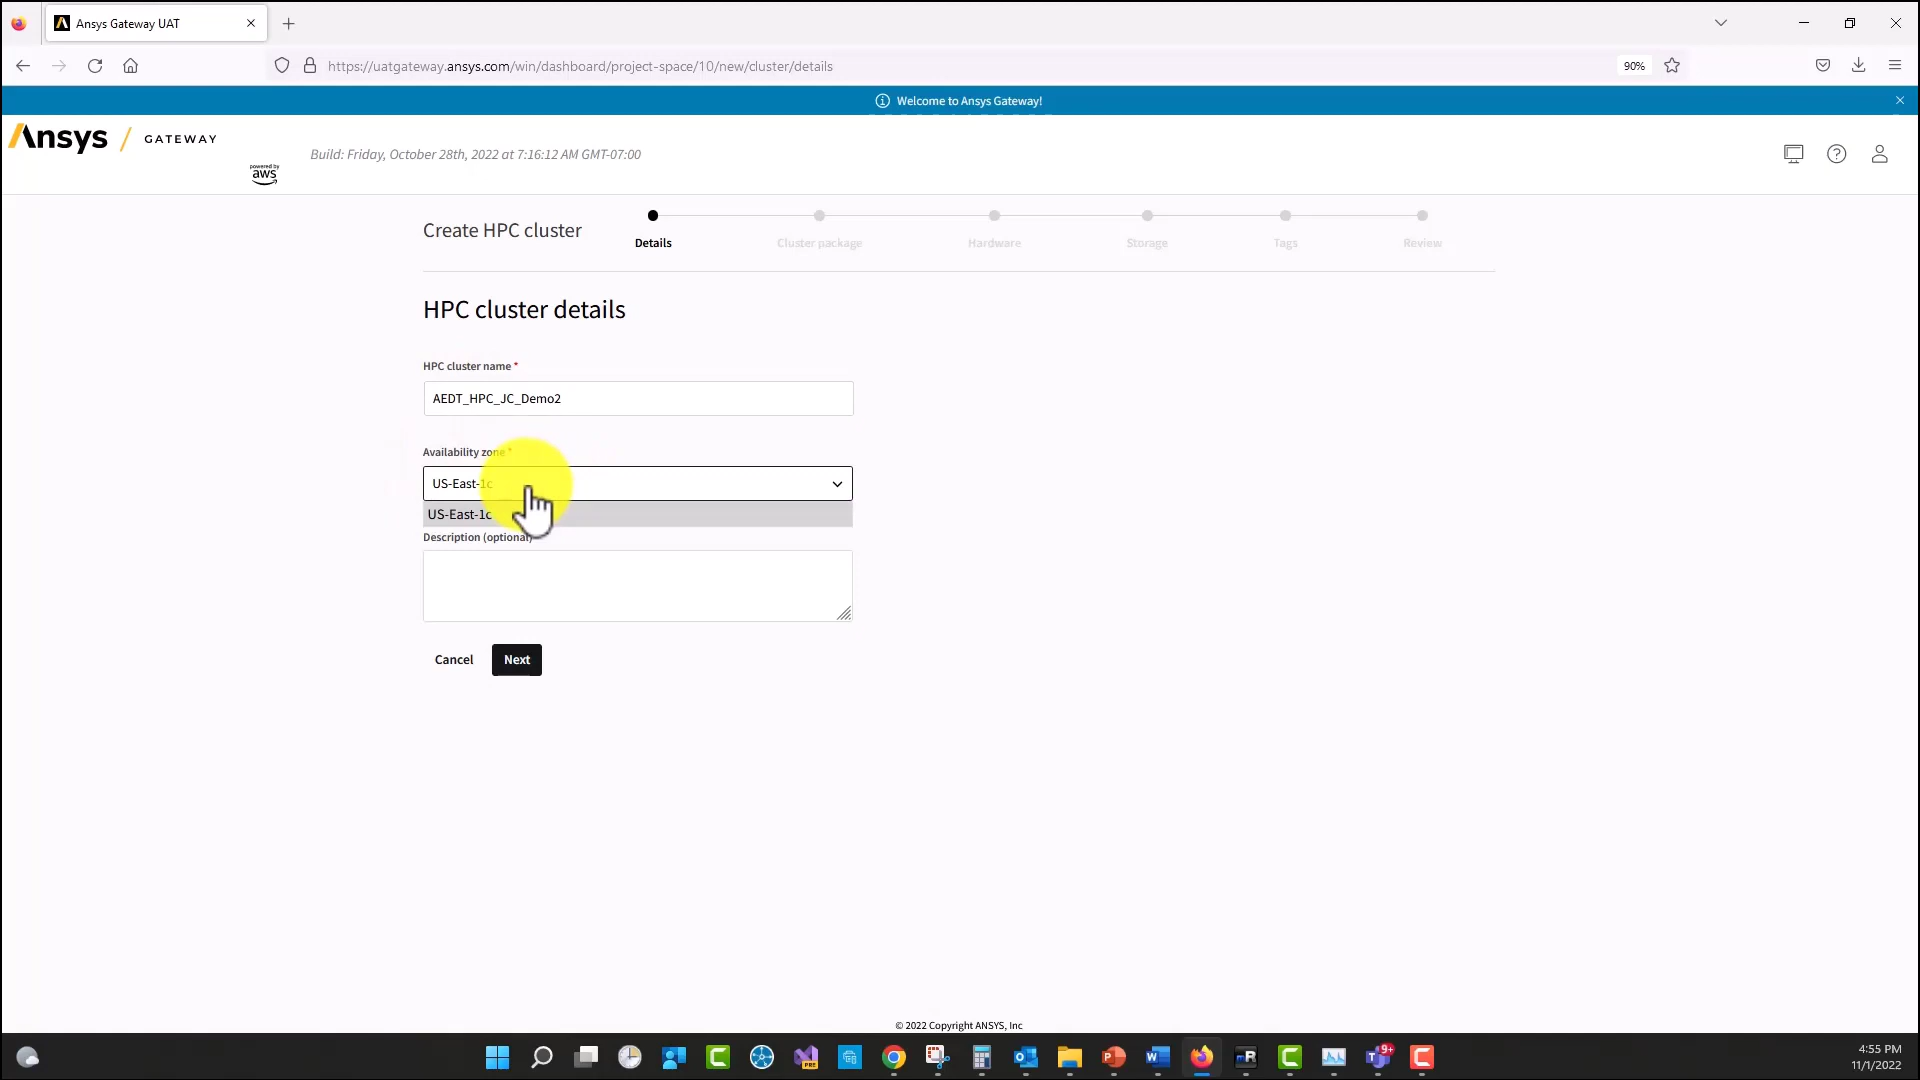 Ansys Gateway UAT
https://uatgateway.ansys.com/win/dashboard/project-space/10/new/cluster/details
90%
Welcome to Ansys Gateway!
Ansys / GATEWAY
powered by
aws
Build: Friday, October 28th, 2022 at 7:16:12 AM GMT-07:00
Create HPC cluster
Details
Cluster package
Hardware
Storage
Tags
Review
HPC cluster details
HPC cluster name *
AEDT_HPC_JC_Demo2
Availability zone *
US-East-1c
US-East-1c
Description (optional)
Cancel
Next
© 2022 Copyright ANSYS, Inc
9+
4:55 PM
11/1/2022